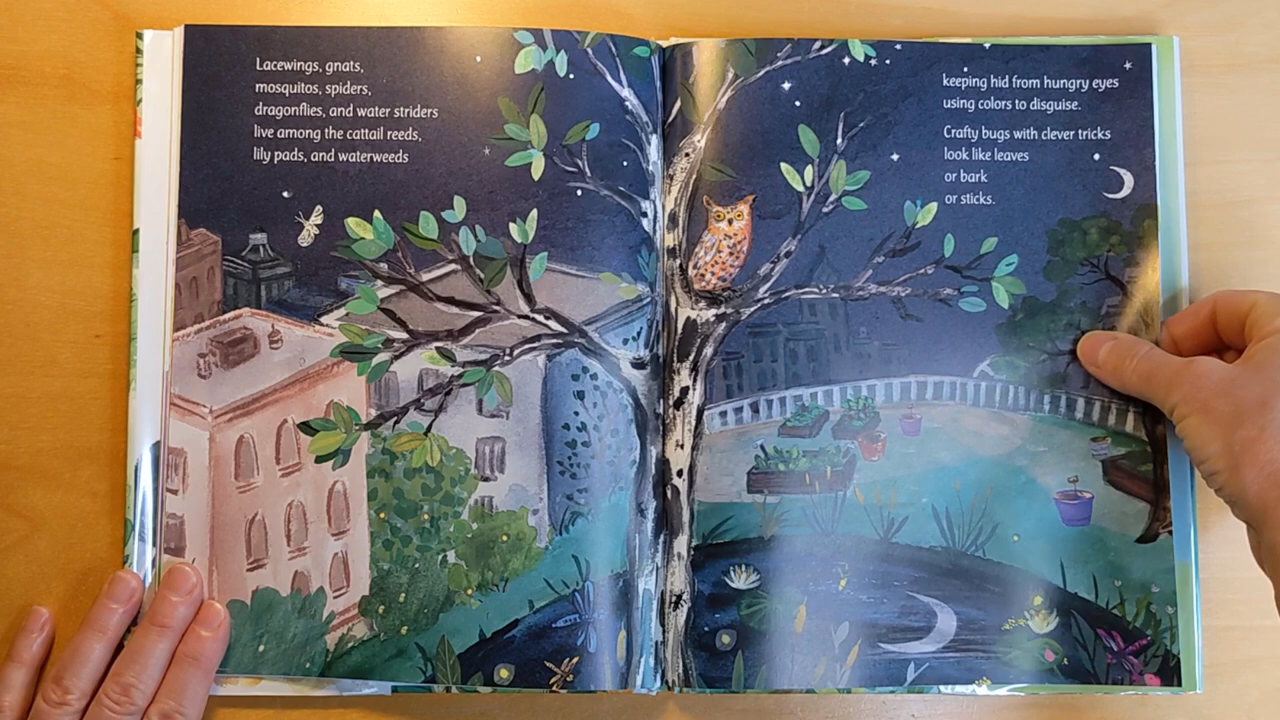 Lacewings, gnats,
mosquitos, spiders,
dragonflies, and water striders
live among the cattail reeds,
lily pads, and waterweeds
keeping hid from hungry eyes
using colors to disguise.
Crafty bugs with clever tricks
look like leaves
or bark
or sticks.